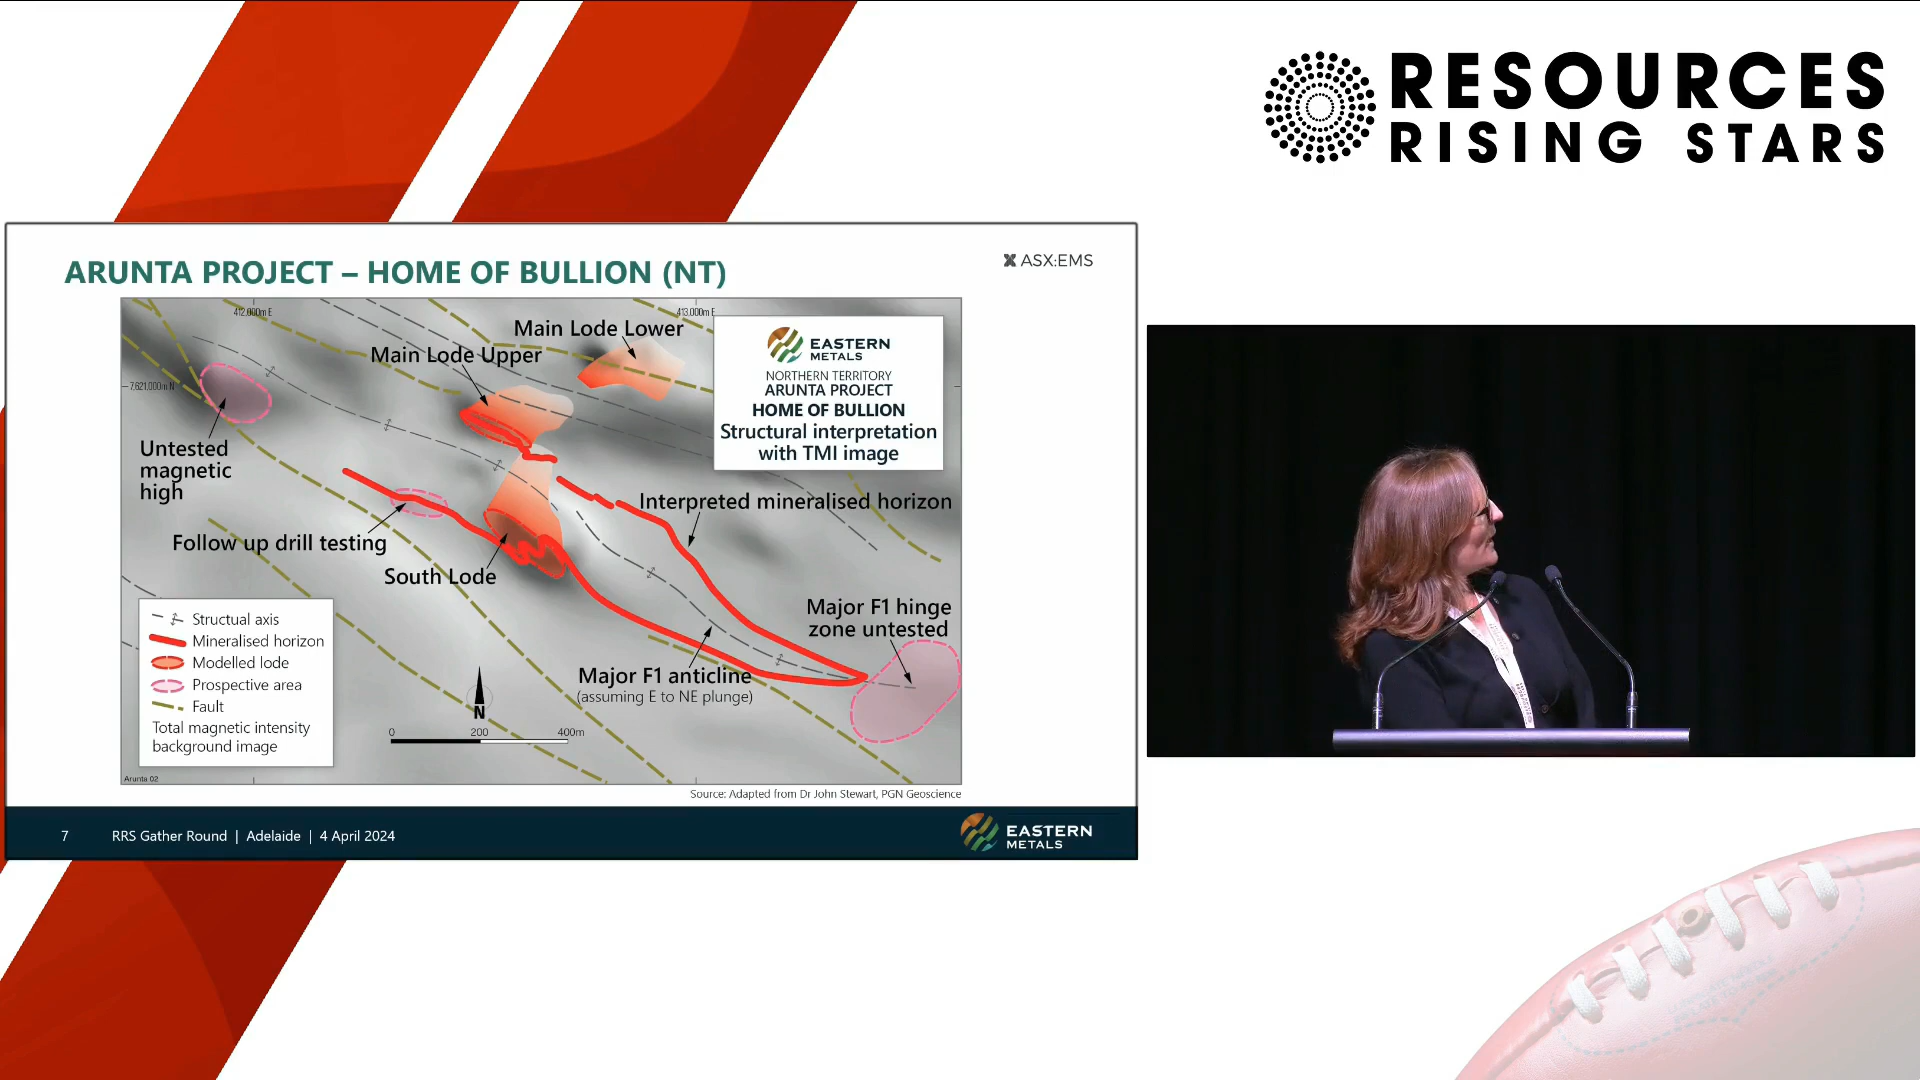 RESOURCES
RISING STARS
ARUNTA PROJECT – HOME OF BULLION (NT)
ASX:EMS
412,000m E
413,000m E
7,621,000m N
Main Lode Lower
Main Lode Upper
EASTERN
METALS
NORTHERN TERRITORY
ARUNTA PROJECT
HOME OF BULLION
Structural interpretation
with TMI image
Untested
magnetic
high
Interpreted mineralised horizon
Follow up drill testing
South Lode
Major F1 hinge
zone untested
Major F1 anticline
(assuming E to NE plunge)
Structual axis
Mineralised horizon
Modelled lode
Prospective area
Fault
Total magnetic intensity
background image
N
0 200 400m
Arunta 02
Source: Adapted from Dr John Stewart, PGN Geoscience
7 RRS Gather Round | Adelaide | 4 April 2024
EASTERN
METALS